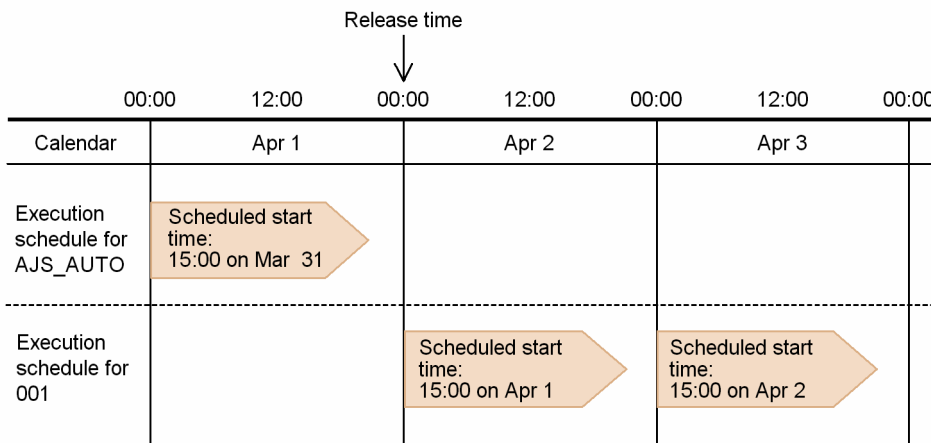 Release time
00:00 12:00 00:00 12:00 00:00 12:00 00:00
Calendar Apr 1 Apr 2 Apr 3
Execution
schedule for
AJS_AUTO
Scheduled start
time:
15:00 on Mar 31
Execution
schedule for
001
Scheduled start
time:
15:00 on Apr 1
Scheduled start
time:
15:00 on Apr 2